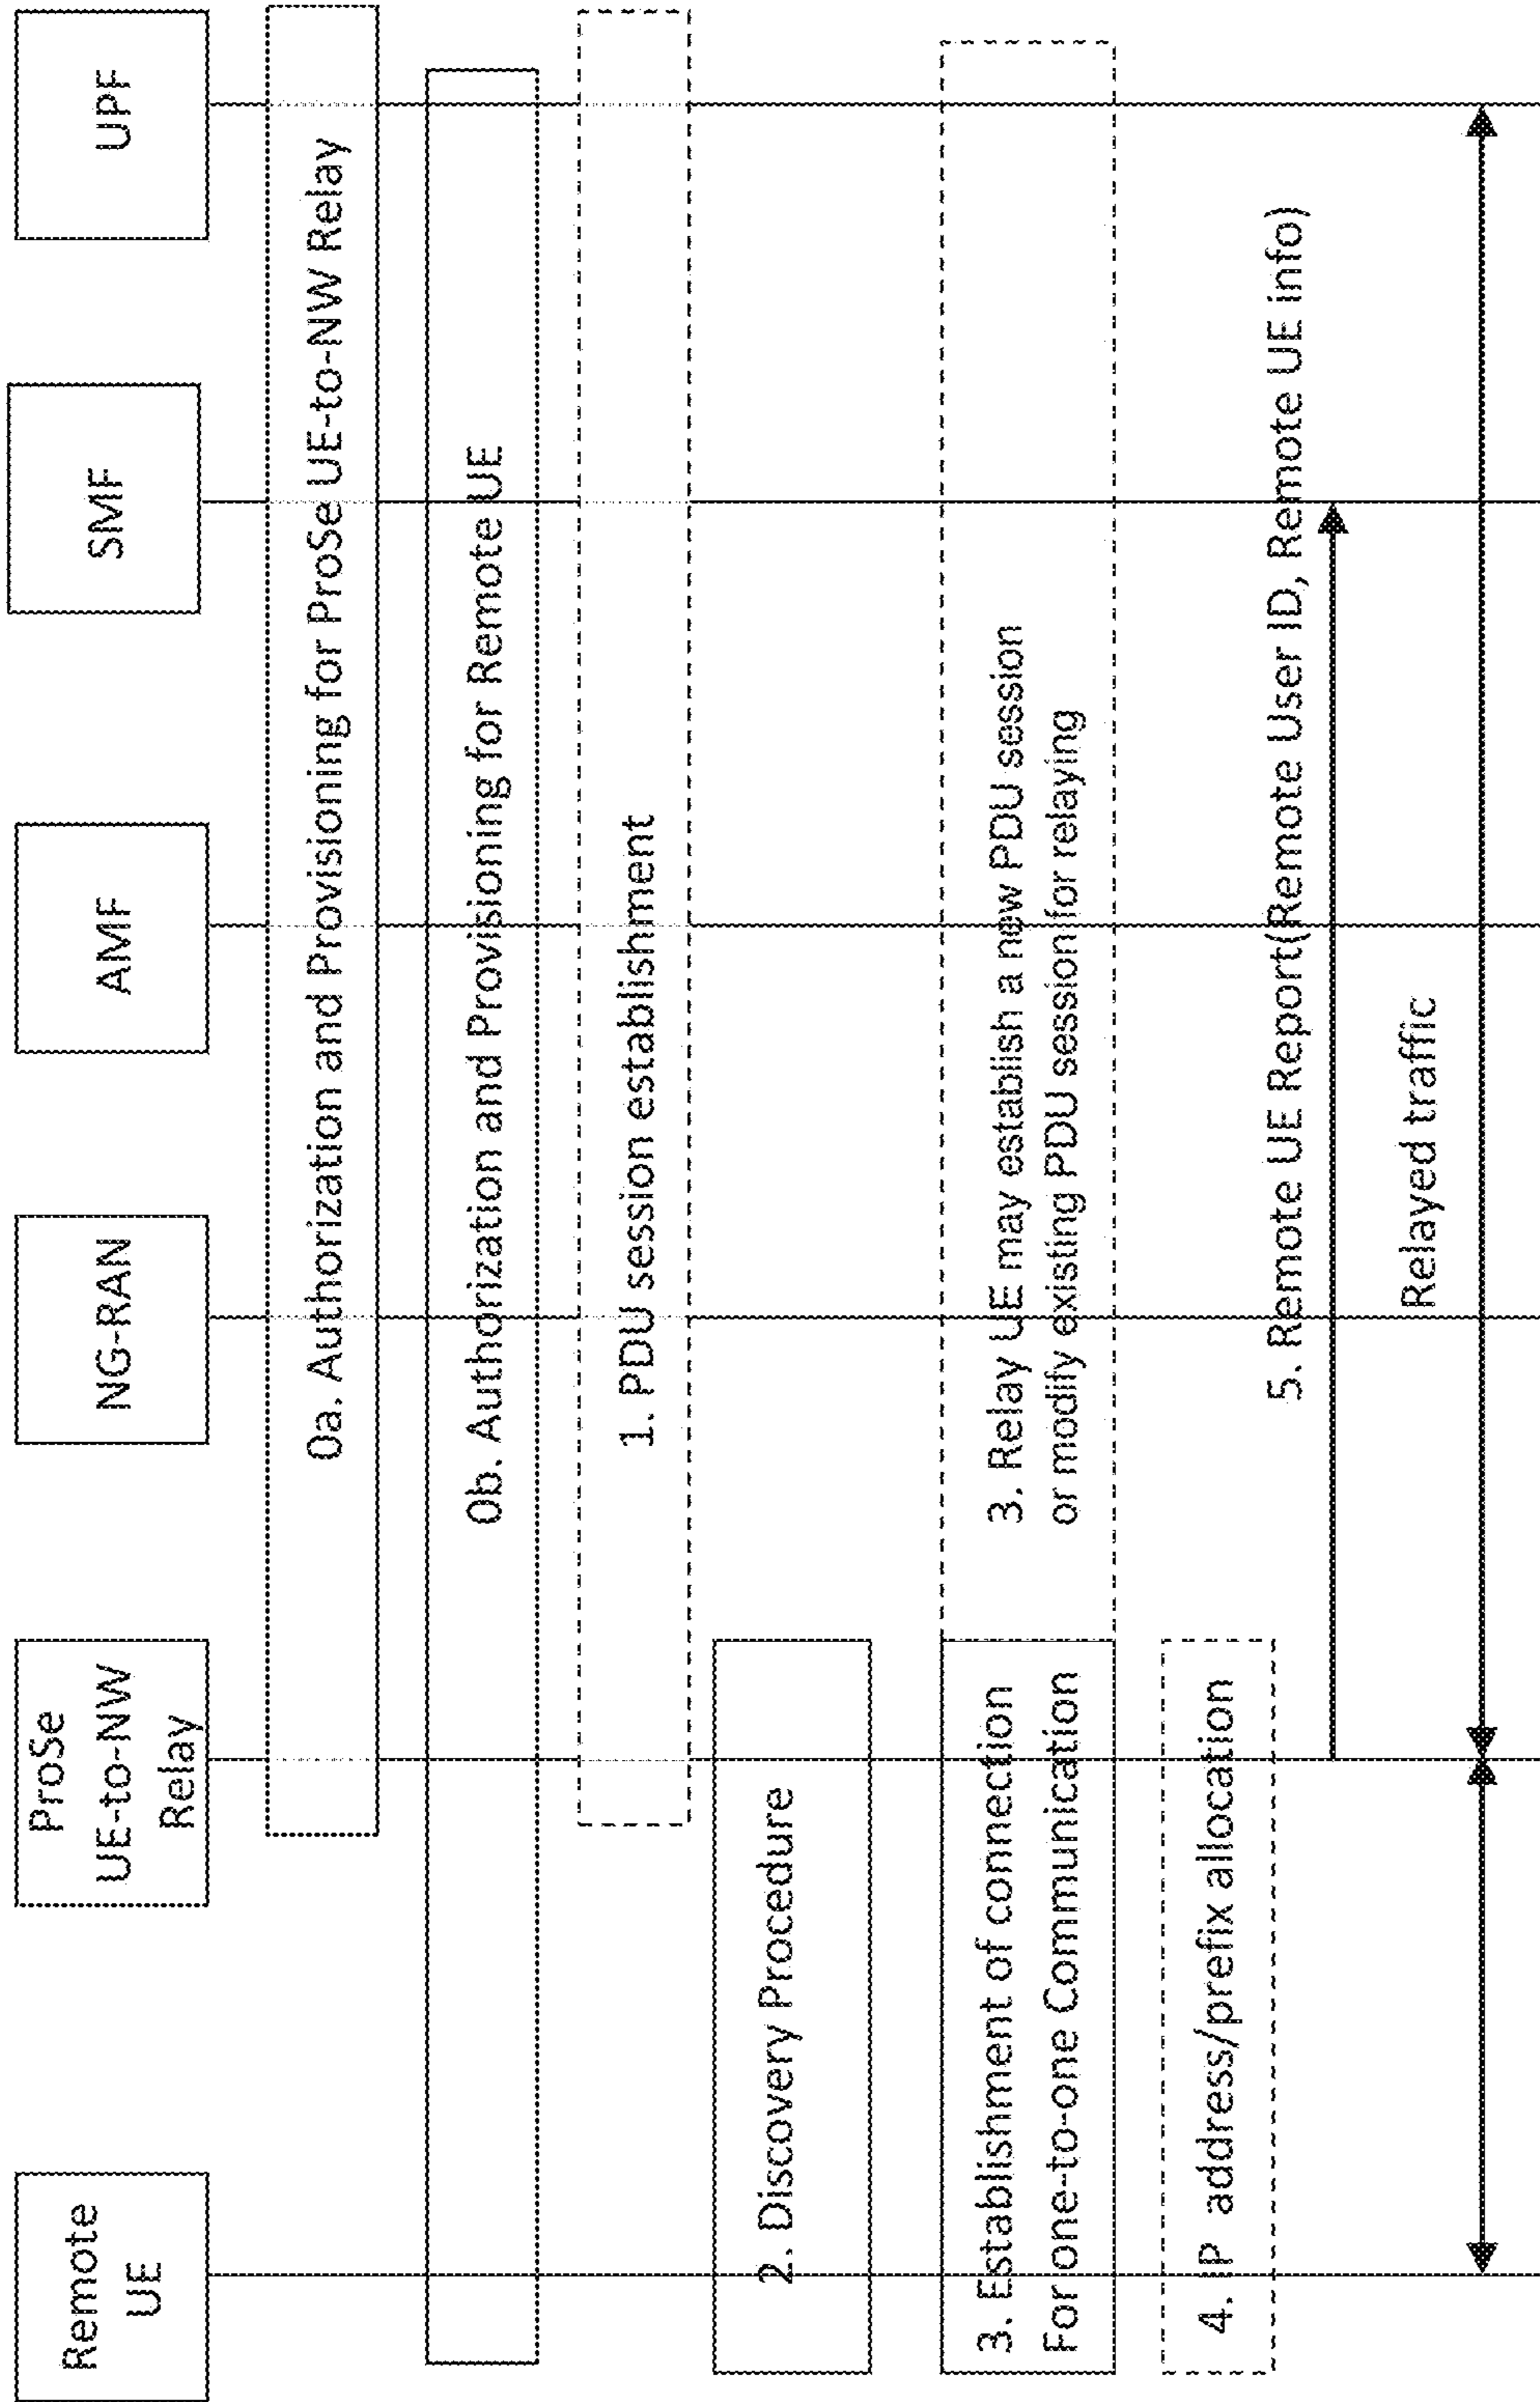 Remote
UE
ProSe
UE-to-NW
Relay
NG-RAN
AMF
SMF
UPF
0a. Authorization and Provisioning for ProSe UE-to-NW Relay
0b. Authorization and Provisioning for Remote UE
1. PDU session establishment
2. Discovery Procedure
3. Establishment of connection
For one-to-one Communication
3. Relay UE may establish a new PDU session
or modify existing PDU session for relaying
4. IP address/prefix allocation
5. Remote UE Report(Remote User ID, Remote UE info)
Relayed traffic